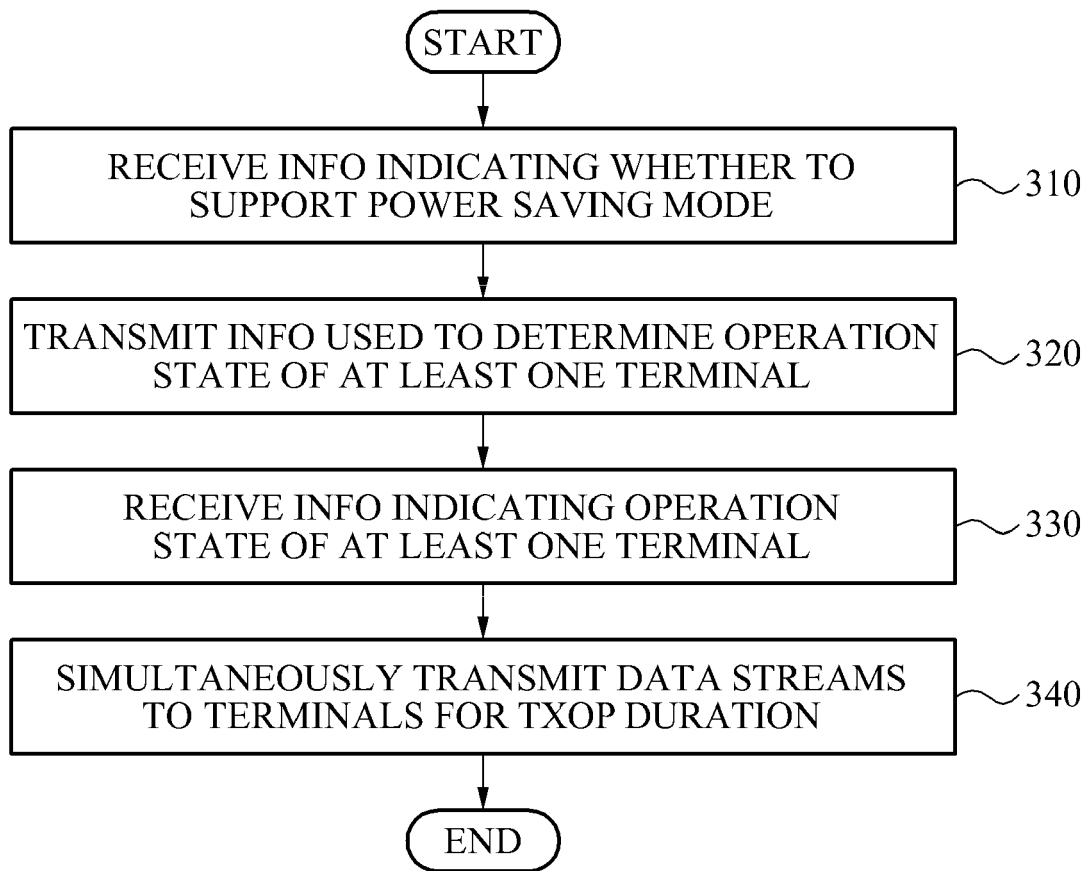 START
RECEIVE INFO INDICATING WHETHER TO
SUPPORT POWER SAVING MODE
310
TRANSMIT INFO USED TO DETERMINE OPERATION
STATE OF AT LEAST ONE TERMINAL
320
RECEIVE INFO INDICATING OPERATION
STATE OF AT LEAST ONE TERMINAL
330
SIMULTANEOUSLY TRANSMIT DATA STREAMS
TO TERMINALS FOR TXOP DURATION
340
END